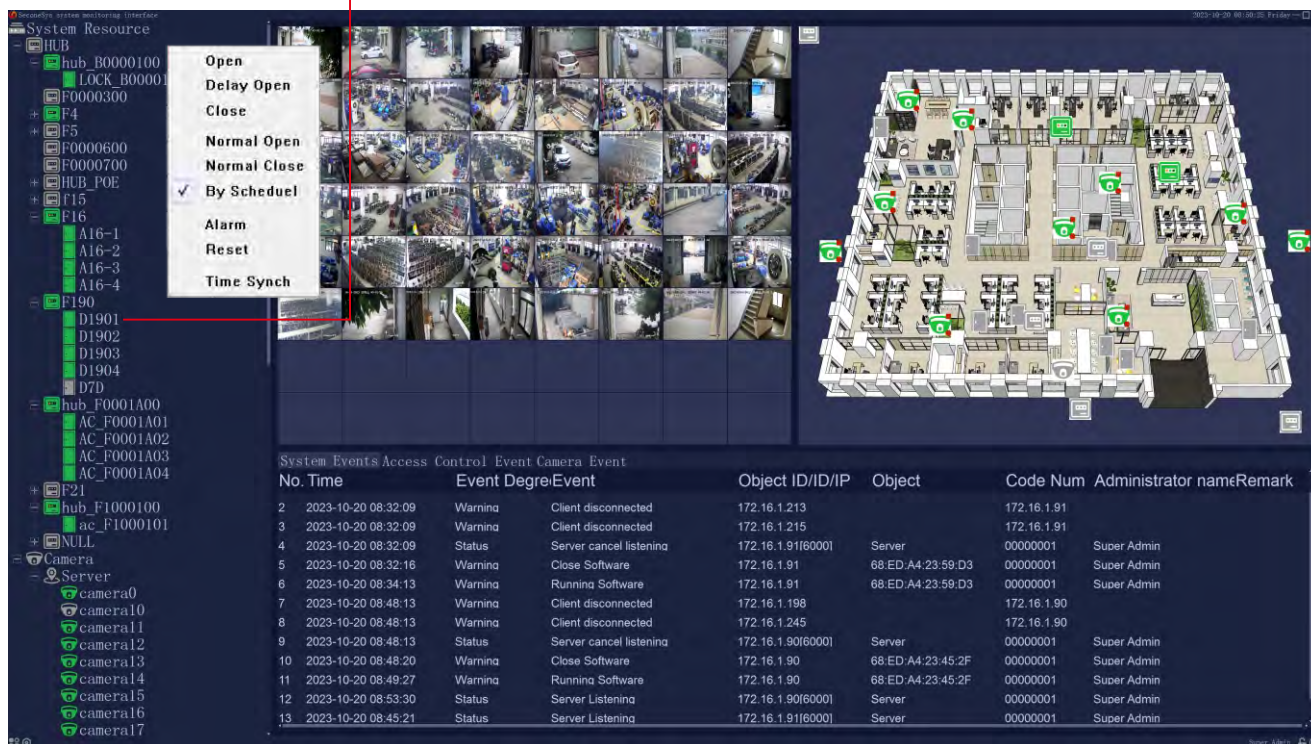 SecuneSys system monitoring interface
2023-10-20 00:50:25 Friday
System Resource
HUB
hub_B0000100
LOCK_B00001
F0000300
F4
F5
F0000600
F0000700
HUB_POE
f15
F16
A16-1
A16-2
A16-3
A16-4
F190
D1901
D1902
D1903
D1904
D7D
hub_F0001A00
AC_F0001A01
AC_F0001A02
AC_F0001A03
AC_F0001A04
F21
hub_F1000100
ac_F1000101
NULL
Camera
Server
camera0
camera10
camera11
camera12
camera13
camera14
camera15
camera16
camera17
Open
Delay Open
Close
Normal Open
Normal Close
By Scheduel
Alarm
Reset
Time Synch
System Events Access Control Event Camera Event
No. Time Event Degre Event Object ID/ID/IP Object Code Num Administrator name Remark
2 2023-10-20 08:32:09 Warning Client disconnected 172.16.1.213 172.16.1.91
3 2023-10-20 08:32:09 Warning Client disconnected 172.16.1.215 172.16.1.91
4 2023-10-20 08:32:09 Status Server cancel listening 172.16.1.91[6000] Server 00000001 Super Admin
5 2023-10-20 08:32:16 Warning Close Software 172.16.1.91 68:ED:A4:23:59:D3 00000001 Super Admin
6 2023-10-20 08:34:13 Warning Running Software 172.16.1.91 68:ED:A4:23:59:D3 00000001 Super Admin
7 2023-10-20 08:48:13 Warning Client disconnected 172.16.1.198 172.16.1.90
8 2023-10-20 08:48:13 Warning Client disconnected 172.16.1.245 172.16.1.90
9 2023-10-20 08:48:13 Status Server cancel listening 172.16.1.90[6000] Server 00000001 Super Admin
10 2023-10-20 08:48:20 Warning Close Software 172.16.1.90 68:ED:A4:23:45:2F 00000001 Super Admin
11 2023-10-20 08:49:27 Warning Running Software 172.16.1.90 68:ED:A4:23:45:2F 00000001 Super Admin
12 2023-10-20 08:53:30 Status Server Listening 172.16.1.90[6000] Server 00000001 Super Admin
13 2023-10-20 08:45:21 Status Server Listening 172.16.1.91[6000] Server 00000001 Super Admin
Super Admin